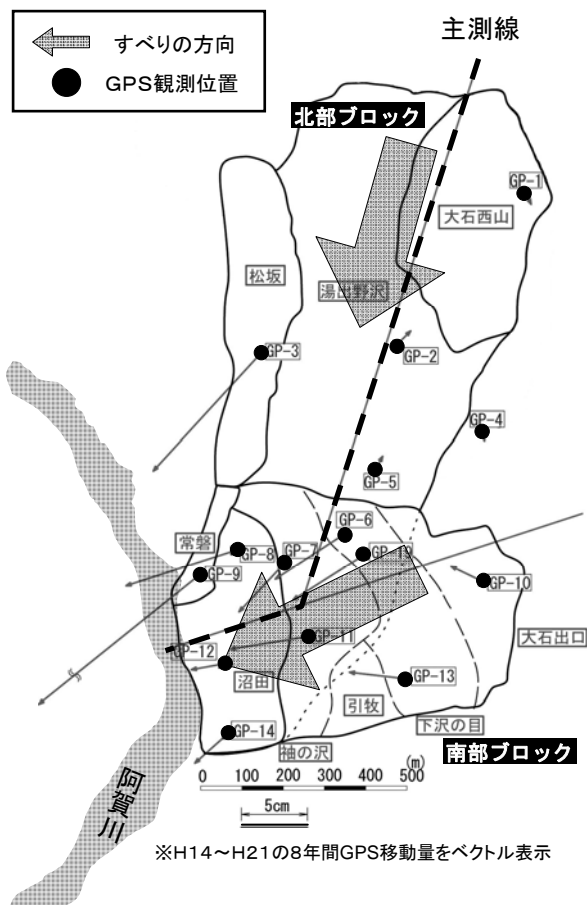 すべりの方向
GPS観測位置
主測線
北部ブロック
GP-1
大石西山
松坂
湯出野沢
GP-3
GP-2
GP-4
GP-5
GP-6
常磐
GP-8
GP-7
GP-9
GP-10
大石出口
GP-11
GP-12
沼田
GP-13
引牧
下沢の目
GP-14
袖の沢
南部ブロック
(m)
0 100 200 300 400 500
5cm
阿賀川
※H14～H21の8年間GPS移動量をベクトル表示